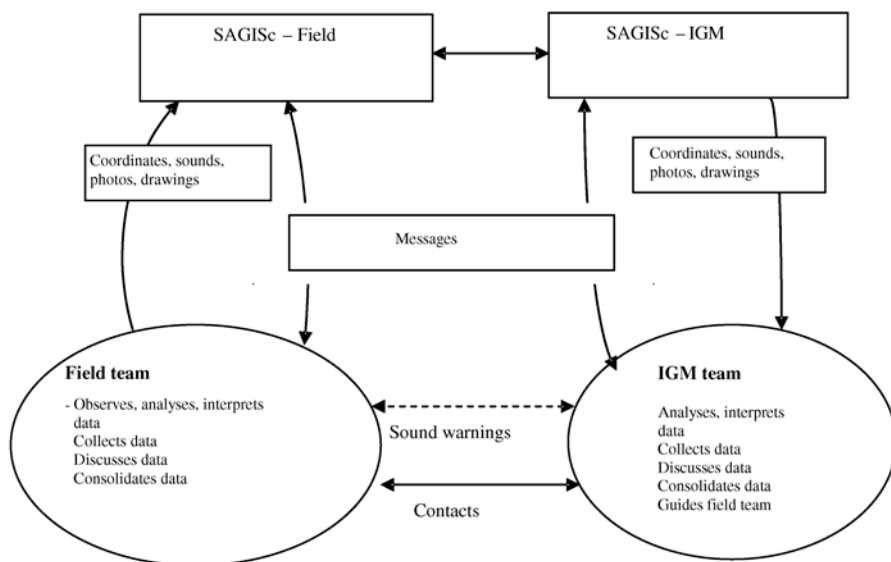 SAGISc – Field
SAGISc – IGM
Coordinates, sounds,
photos, drawings
Coordinates, sounds,
photos, drawings
Messages
Field team
- Observes, analyses, interprets
data
Collects data
Discusses data
Consolidates data
Sound warnings
Contacts
IGM team
Analyses, interprets
data
Collects data
Discusses data
Consolidates data
Guides field team